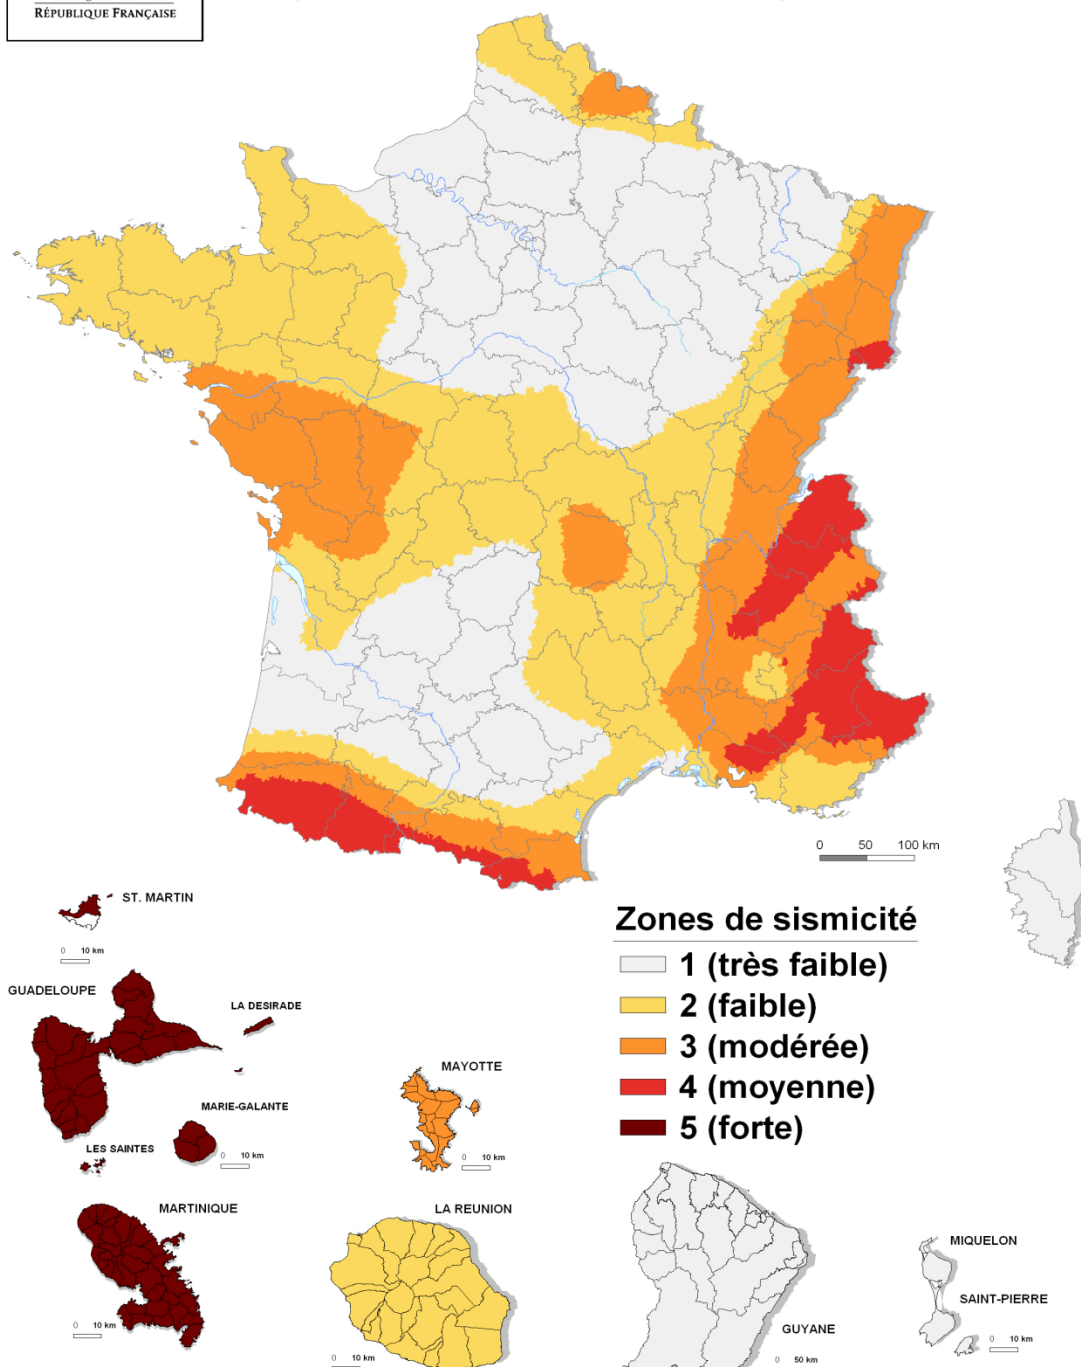 RÉPUBLIQUE FRANÇAISE
0 50 100 km
ST. MARTIN
0 10 km
Zones de sismicité
1 (très faible)
2 (faible)
3 (modérée)
4 (moyenne)
5 (forte)
GUADELOUPE
LA DESIRADE
MARIE-GALANTE
0 10 km
LES SAINTES
MAYOTTE
0 10 km
MARTINIQUE
0 10 km
LA REUNION
0 10 km
GUYANE
0 50 km
MIQUELON
SAINT-PIERRE
0 10 km